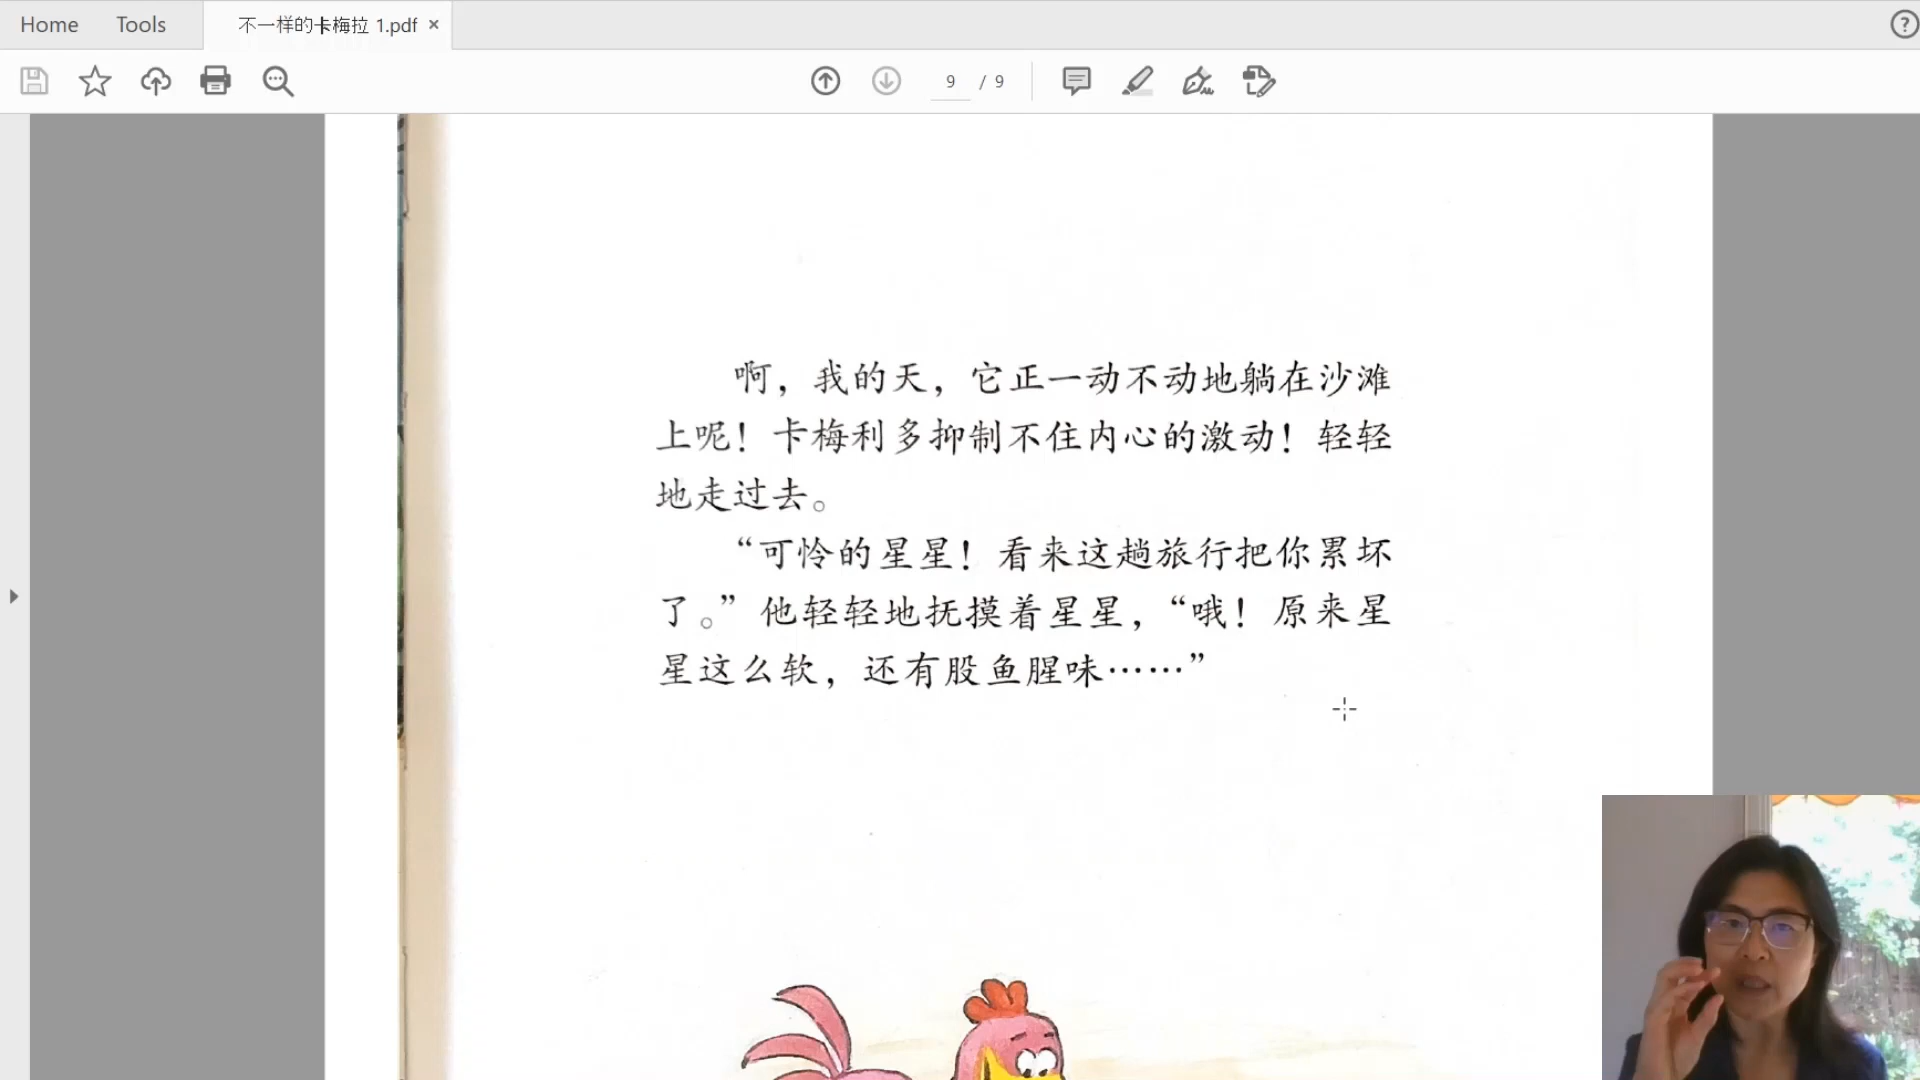 Home Tools 不一样的卡梅拉 1.pdf ×
9 / 9
啊，我的天，它正一动不动地躺在沙滩
上呢！卡梅利多抑制不住内心的激动！轻轻
地走过去。
“可怜的星星！看来这趟旅行把你累坏
了。”他轻轻地抚摸着星星，“哦！原来星
星这么软，还有股鱼腥味……”